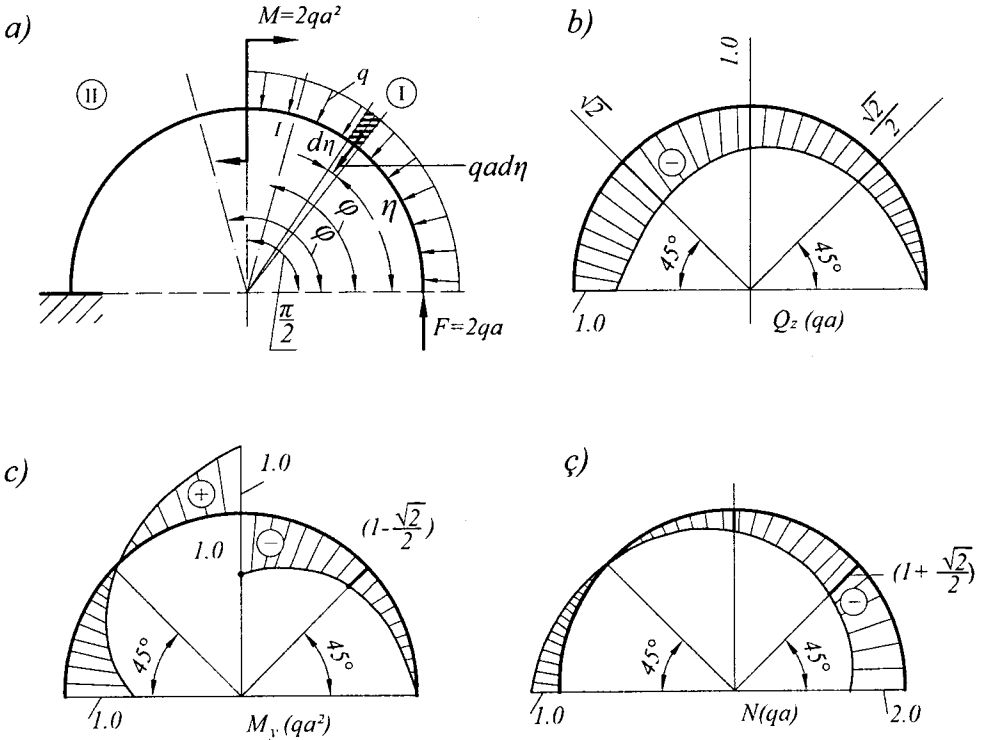 a)
M=2qa²
II
q
I
I
dη
qadη
η
φ
φ
π/2
F=2qa
b)
1.0
√2
√2/2
−
45°
45°
1.0
Q_z (qa)
c)
1.0
+
(1-√2/2)
1.0
−
45°
45°
1.0
M_y (qa²)
ç)
(1+√2/2)
−
45°
45°
1.0
N(qa)
2.0